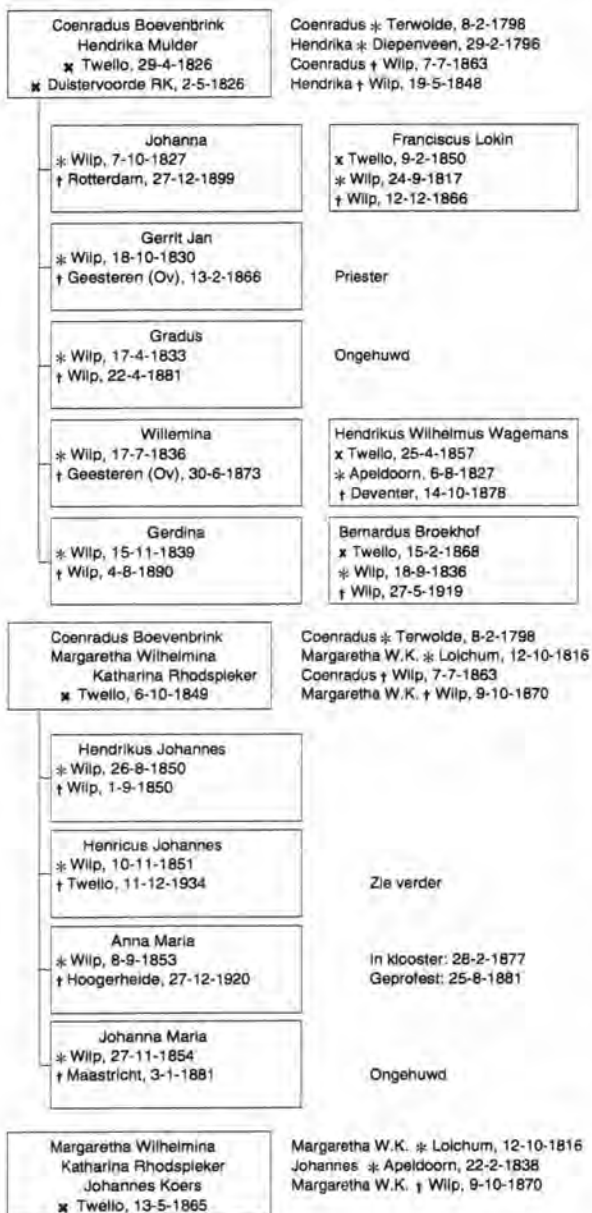 Coenradus Boevenbrink
Hendrika Mulder
x Twello, 29-4-1826
x Duistervoorde RK, 2-5-1826
Coenradus * Terwolde, 8-2-1798
Hendrika * Diepenveen, 29-2-1796
Coenradus † Wilp, 7-7-1863
Hendrika † Wilp, 19-5-1848
Johanna
* Wilp, 7-10-1827
† Rotterdam, 27-12-1899
Franciscus Lokin
x Twello, 9-2-1850
* Wilp, 24-9-1817
† Wilp, 12-12-1866
Gerrit Jan
* Wilp, 18-10-1830
† Geesteren (Ov), 13-2-1866
Priester
Gradus
* Wilp, 17-4-1833
† Wilp, 22-4-1881
Ongehuwd
Willemina
* Wilp, 17-7-1836
† Geesteren (Ov), 30-6-1873
Hendrikus Wilhelmus Wagemans
x Twello, 25-4-1857
* Apeldoorn, 6-8-1827
† Deventer, 14-10-1878
Gerdina
* Wilp, 15-11-1839
† Wilp, 4-8-1890
Bernardus Broekhof
x Twello, 15-2-1868
* Wilp, 18-9-1836
† Wilp, 27-5-1919
Coenradus Boevenbrink
Margaretha Wilhelmina
Katharina Rhodspieker
x Twello, 6-10-1849
Coenradus * Terwolde, 8-2-1798
Margaretha W.K. * Loichum, 12-10-1816
Coenradus † Wilp, 7-7-1863
Margaretha W.K. † Wilp, 9-10-1870
Hendrikus Johannes
* Wilp, 26-8-1850
† Wilp, 1-9-1850
Henricus Johannes
* Wilp, 10-11-1851
† Twello, 11-12-1934
Zie verder
Anna Maria
* Wilp, 8-9-1853
† Hoogerheide, 27-12-1920
In klooster: 28-2-1877
Geprofest: 25-8-1881
Johanna Maria
* Wilp, 27-11-1854
† Maastricht, 3-1-1881
Ongehuwd
Margaretha Wilhelmina
Katharina Rhodspieker
Johannes Koers
x Twello, 13-5-1865
Margaretha W.K. * Loichum, 12-10-1816
Johannes * Apeldoorn, 22-2-1838
Margaretha W.K. † Wilp, 9-10-1870